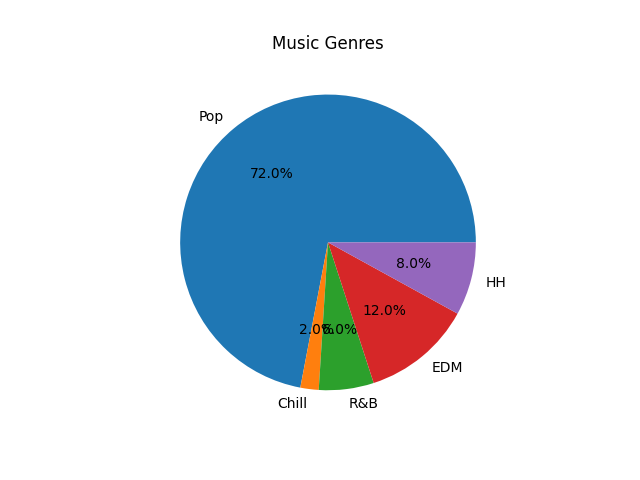 Music Genres
Pop
72.0%
8.0%
HH
12.0%
2.0%
6.0%
EDM
Chill
R&B